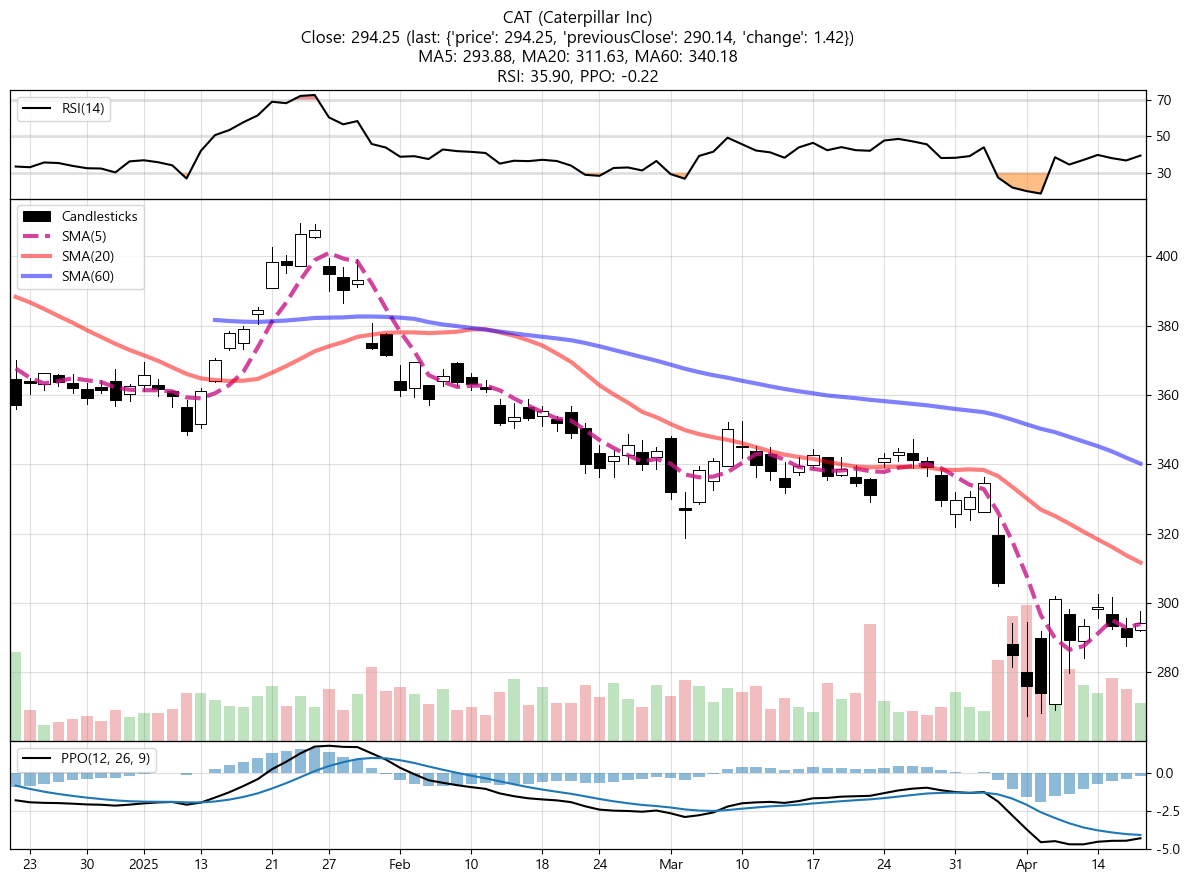 CAT (Caterpillar Inc)
Close: 294.25 (last: {'price': 294.25, 'previousClose': 290.14, 'change': 1.42})
MA5: 293.88, MA20: 311.63, MA60: 340.18
RSI: 35.90, PPO: -0.22
RSI(14)
70
50
30
Candlesticks
SMA(5)
SMA(20)
SMA(60)
400
380
360
340
320
300
280
PPO(12, 26, 9)
0.0
-2.5
-5.0
23 30 2025 13 21 27 Feb 10 18 24 Mar 10 17 24 31 Apr 14